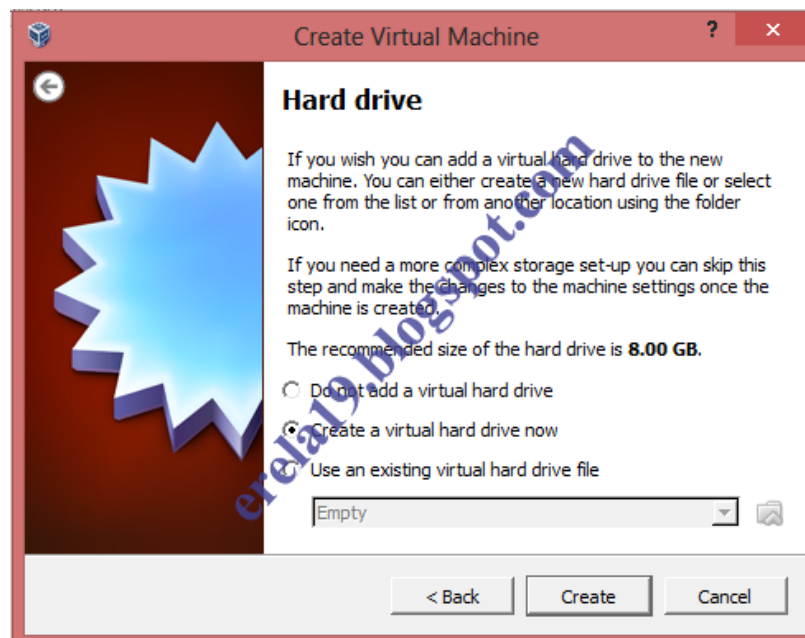 Create Virtual Machine
?
Hard drive
If you wish you can add a virtual hard drive to the new
machine. You can either create a new hard drive file or select
one from the list or from another location using the folder
icon.
If you need a more complex storage set-up you can skip this
step and make the changes to the machine settings once the
machine is created.
The recommended size of the hard drive is 8.00 GB.
Do not add a virtual hard drive
Create a virtual hard drive now
Use an existing virtual hard drive file
Empty
< Back
Create
Cancel
erela19.blogspot.com